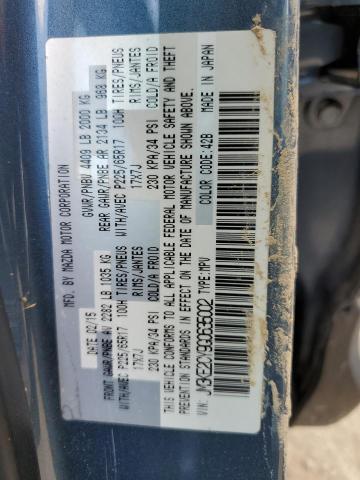 MFD. BY MAZDA MOTOR CORPORATION
DATE: 02/15 GVWR/PNBV 4409 LB 2000 KG
FRONT GAWR/PNBE AV 2282 LB 1035 KG REAR GAWR/PNBE AR 2134 LB 968 KG
WITH/AVEC P225/65R17 100H TIRES/PNEUS WITH/AVEC P225/65R17 100H TIRES/PNEUS
17X7J RIMS/JANTES 17X7J RIMS/JANTES
230 KPA/34 PSI COLD/A FROID 230 KPA/34 PSI COLD/A FROID
THIS VEHICLE CONFORMS TO ALL APPLICABLE FEDERAL MOTOR VEHICLE SAFETY AND THEFT
PREVENTION STANDARDS IN EFFECT ON THE DATE OF MANUFACTURE SHOWN ABOVE.
VIN: TYPE: MPV COLOR CODE: 42B
MADE IN JAPAN